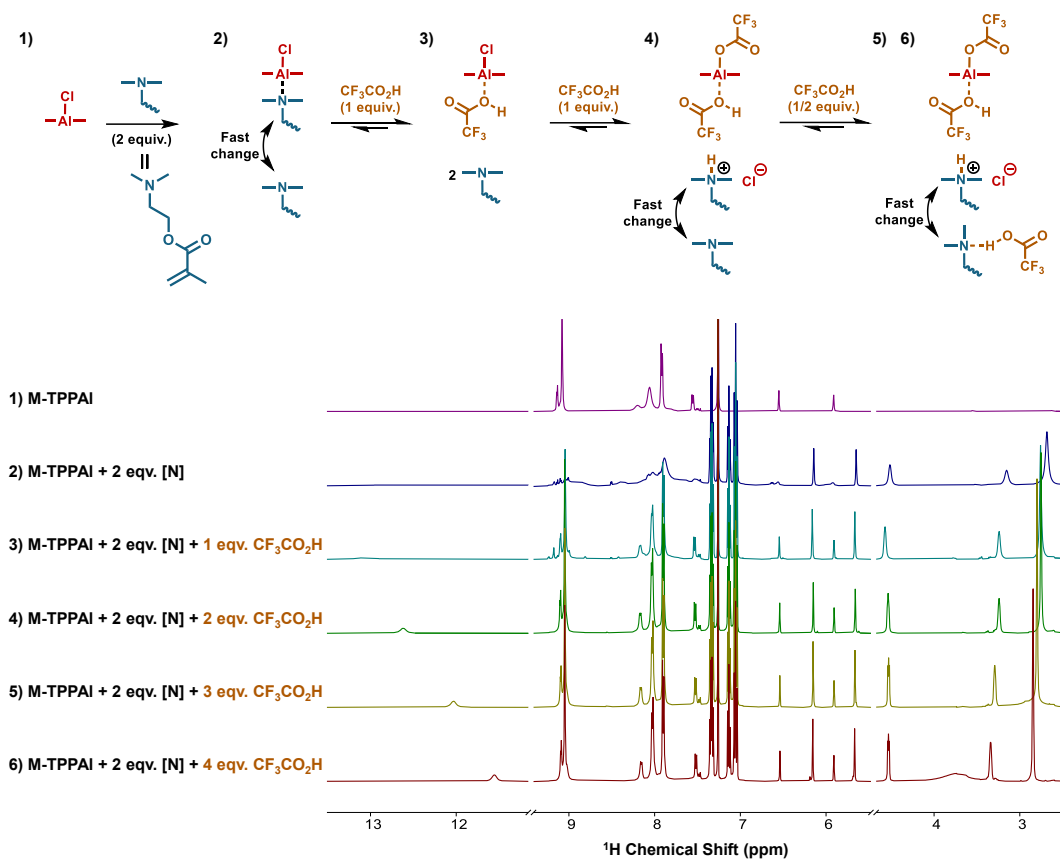 1)
2)
3)
4)
5) 6)
Cl
Al
N
(2 equiv.)
N
O
O
Cl
Al
N
Fast
change
N
CF₃CO₂H
(1 equiv.)
Cl
Al
O
O
H
CF₃
2
N
CF₃CO₂H
(1 equiv.)
CF₃
O
O
Al
O
O
H
CF₃
H
N
⊕
Cl⊖
Fast
change
N
CF₃CO₂H
(1/2 equiv.)
CF₃
O
O
Al
O
O
H
CF₃
H
N
⊕
Cl⊖
Fast
change
N
H
O
O
CF₃
1) M-TPPAl
2) M-TPPAl + 2 eqv. [N]
3) M-TPPAl + 2 eqv. [N] + 1 eqv. CF₃CO₂H
4) M-TPPAl + 2 eqv. [N] + 2 eqv. CF₃CO₂H
5) M-TPPAl + 2 eqv. [N] + 3 eqv. CF₃CO₂H
6) M-TPPAl + 2 eqv. [N] + 4 eqv. CF₃CO₂H
13 12 9 8 7 6 4 3
¹H Chemical Shift (ppm)